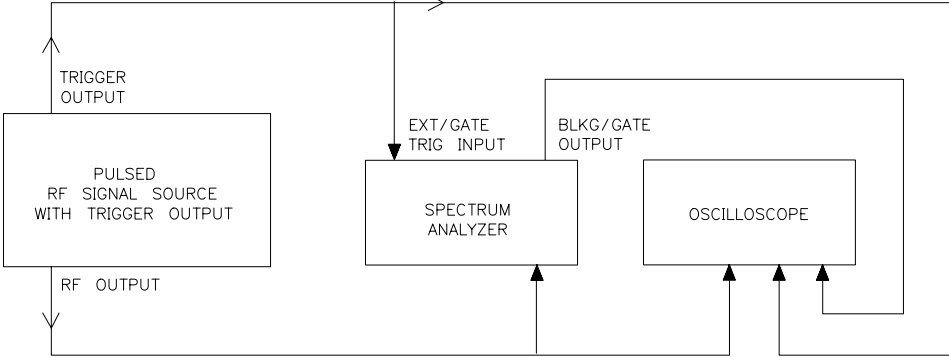 TRIGGER
OUTPUT
PULSED
RF SIGNAL SOURCE
WITH TRIGGER OUTPUT
RF OUTPUT
EXT/GATE
TRIG INPUT
BLKG/GATE
OUTPUT
SPECTRUM
ANALYZER
OSCILLOSCOPE